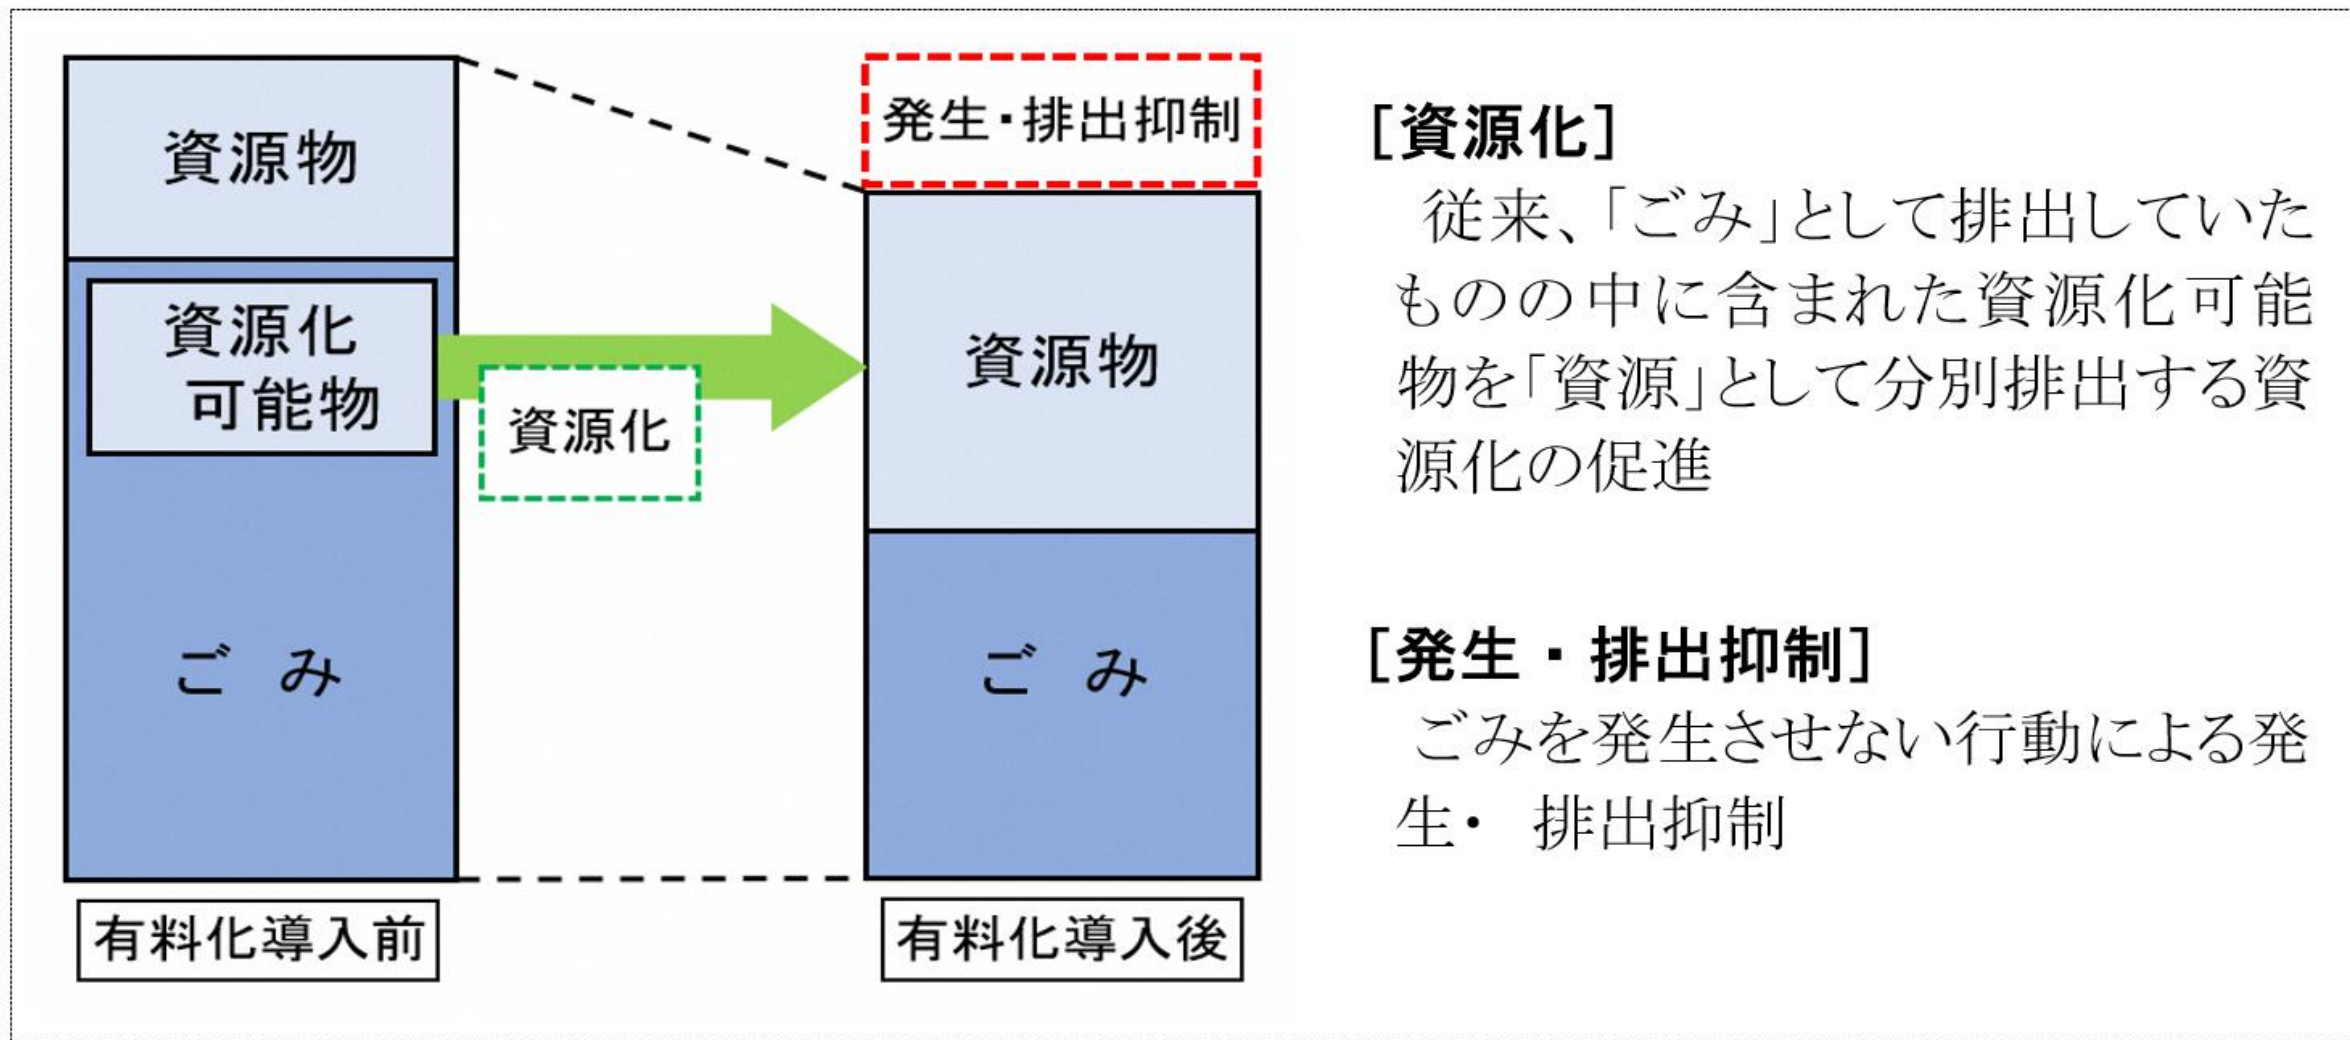 資源物
資源化
可能物
ご み
有料化導入前
資源化
発生・排出抑制
資源物
ご み
有料化導入後
［資源化］
従来、「ごみ」として排出していた
ものの中に含まれた資源化可能
物を「資源」として分別排出する資
源化の促進
［発生・排出抑制］
ごみを発生させない行動による発
生・ 排出抑制